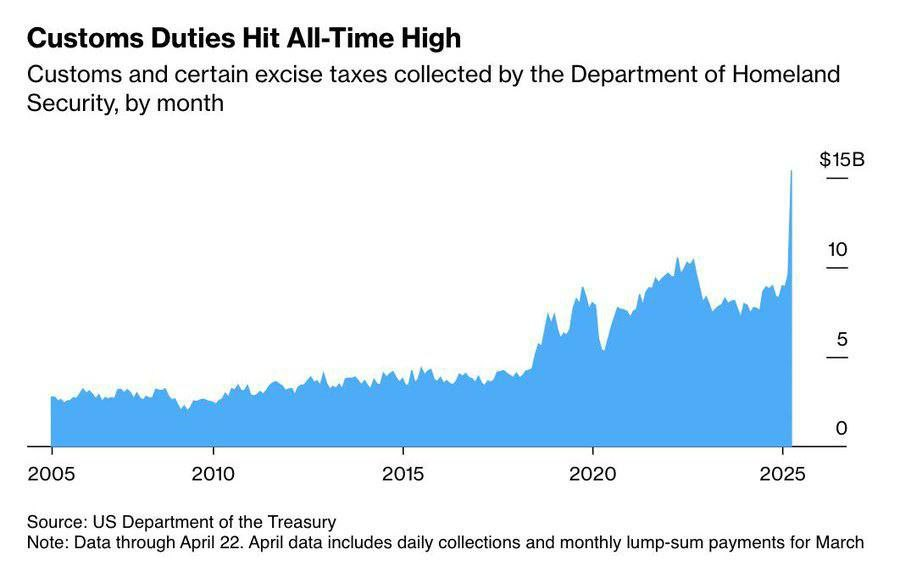 Customs Duties Hit All-Time High
Customs and certain excise taxes collected by the Department of Homeland
Security, by month
$15B
10
5
0
2005 2010 2015 2020 2025
Source: US Department of the Treasury
Note: Data through April 22. April data includes daily collections and monthly lump-sum payments for March